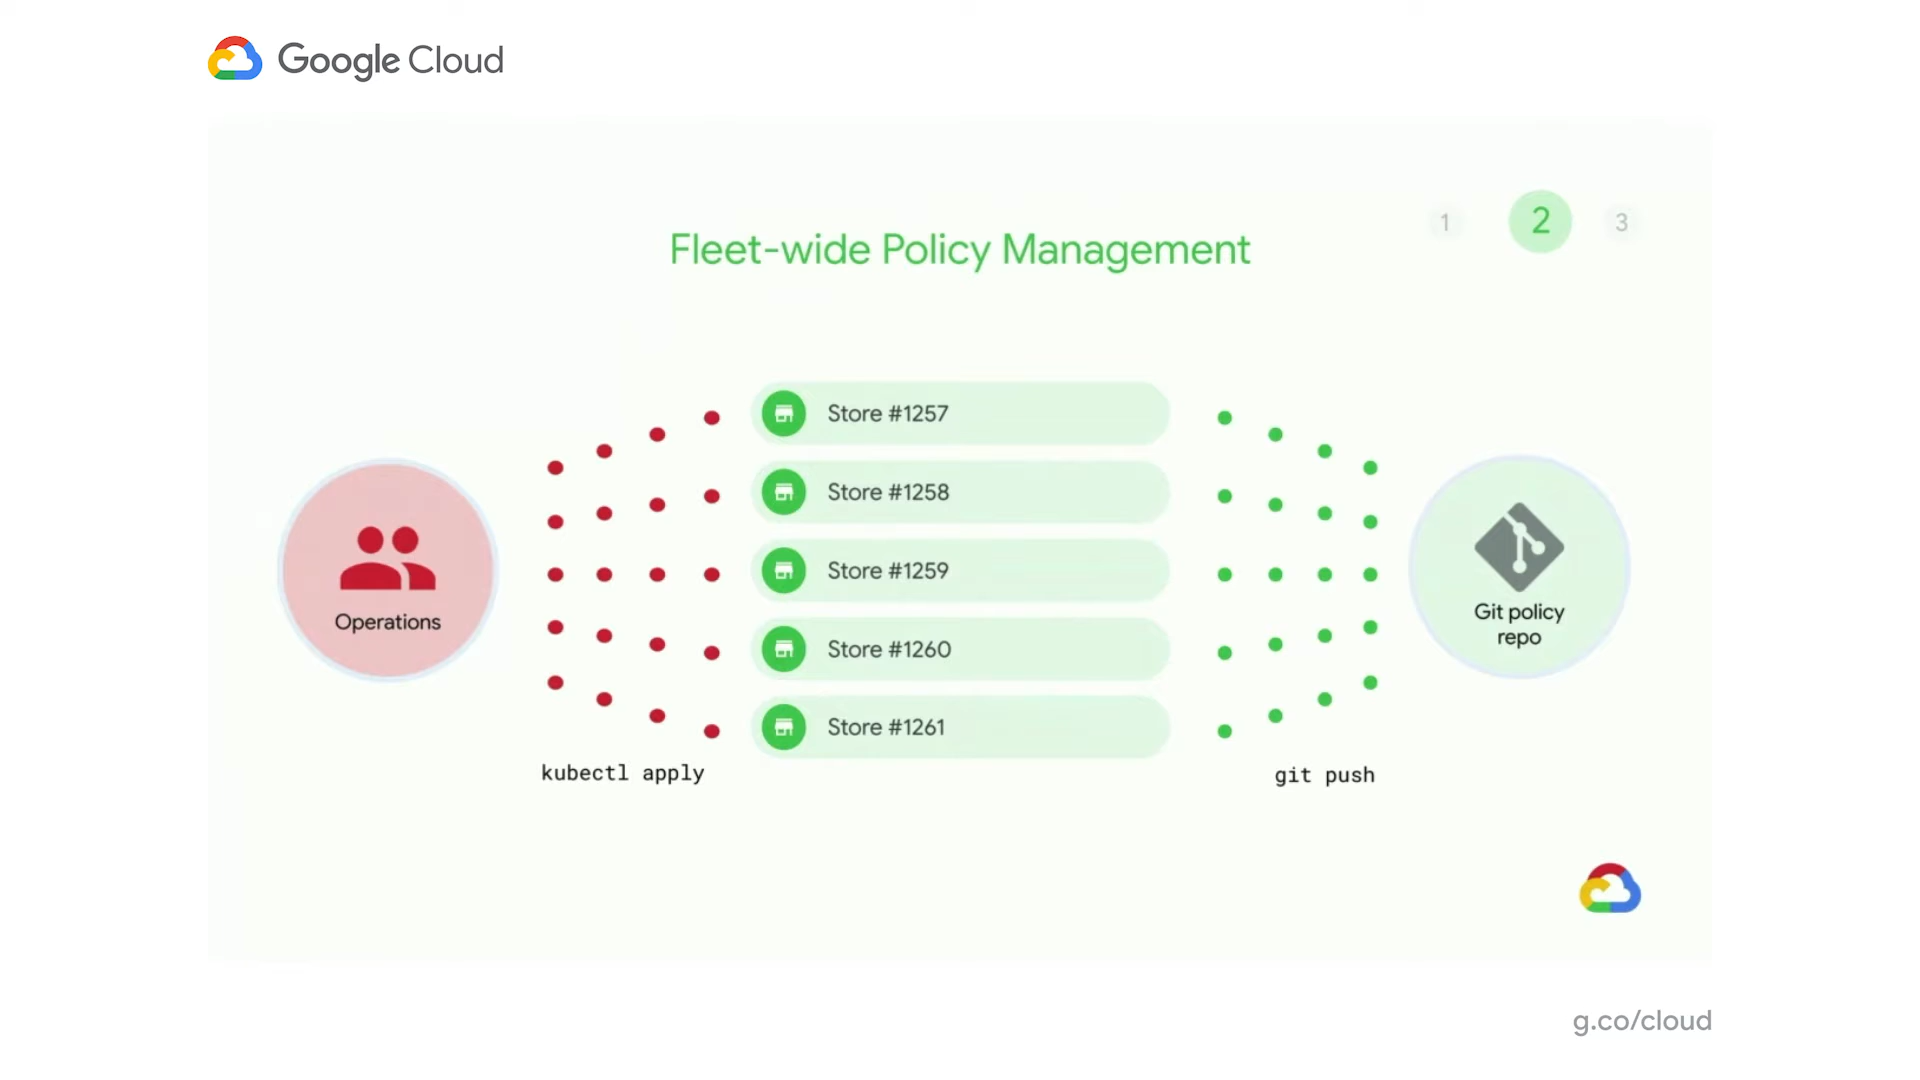 Google Cloud
1
2
3
Fleet-wide Policy Management
Store #1257
Store #1258
Store #1259
Store #1260
Store #1261
Operations
kubectl apply
Git policy
repo
git push
g.co/cloud